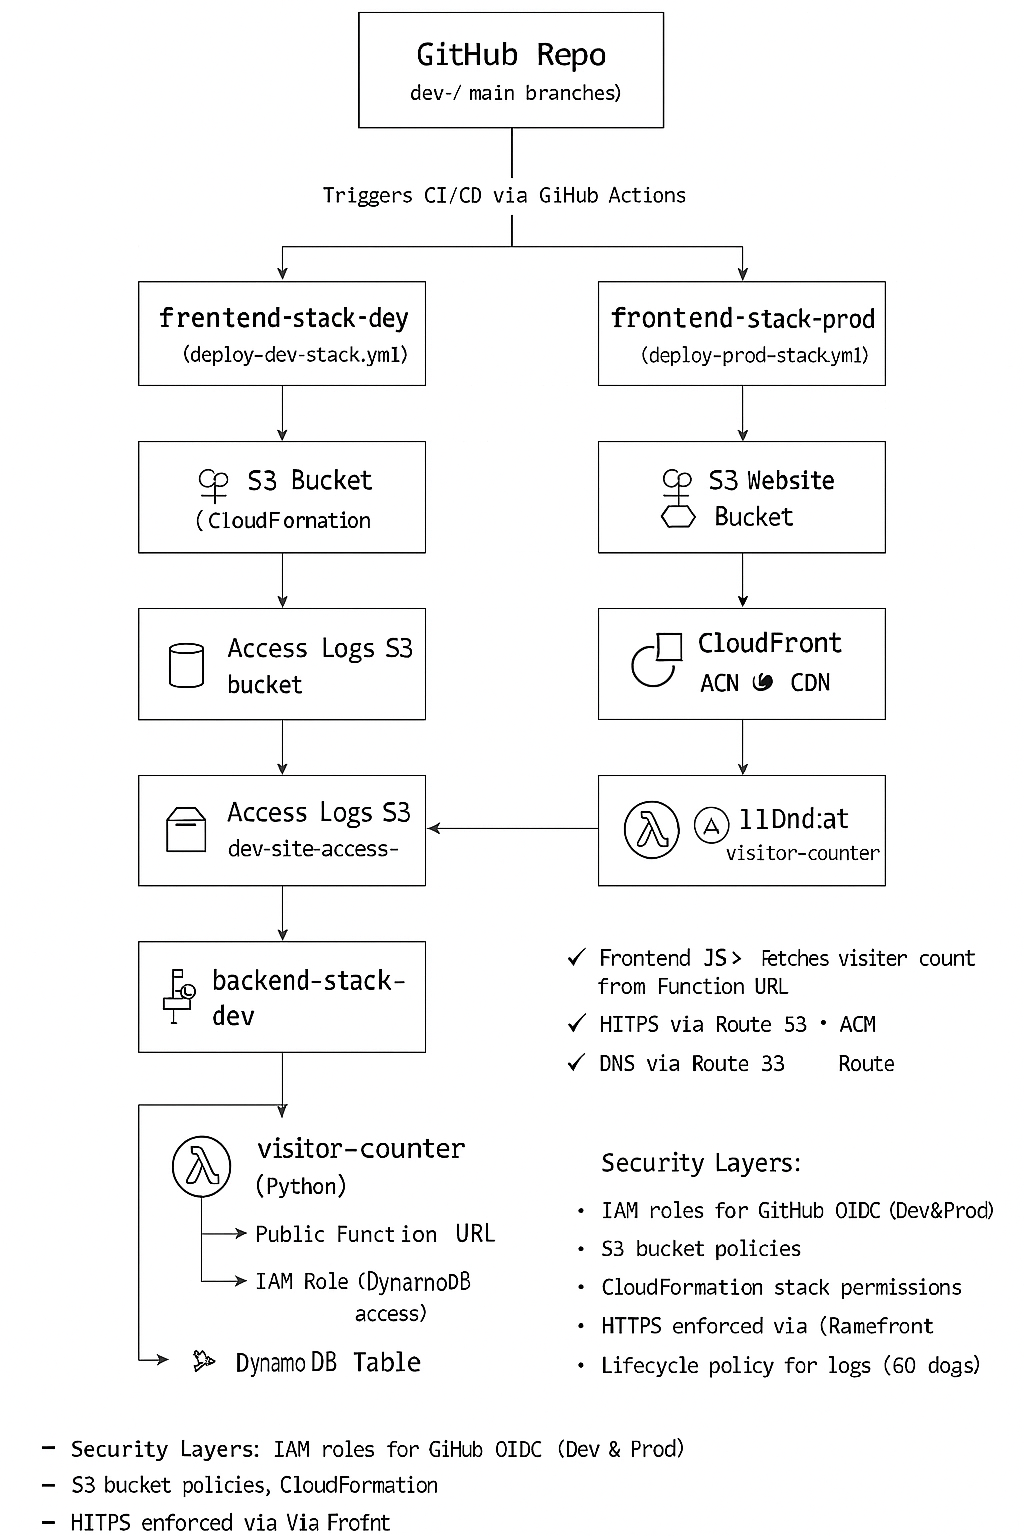 GitHub Repo
dev-/ main branches)
Triggers CI/CD via GiHub Actions
frentend-stack-dey
(deploy-dev-stack.yml)
frontend-stack-prod
(deploy-prod-stackyml)
S3 Bucket
(CloudFornation
S3 Website
Bucket
Access Logs S3
bucket
CloudFront
ACN CDN
Access Logs S3
dev-site-access-
11Dnd:at
visitor-counter
backend-stack-
dev
✓ Frontend JS> Fetches visiter count
from Function URL
✓ HITPS via Route 53 • ACM
✓ DNS via Route 33 Route
visitor-counter
(Python)
Public Function URL
IAM Role (DynarnoDB
access)
Dynamo DB Table
Security Layers:
• IAM roles for GitHub OIDC (Dev&Prod)
• S3 bucket policies
• CloudFormation stack permissions
• HTTPS enforced via (Ramefront
• Lifecycle policy for logs (60 dogs)
– Security Layers: IAM roles for GiHub OIDC (Dev & Prod)
– S3 bucket policies, CloudFormation
– HITPS enforced via Via Frofnt